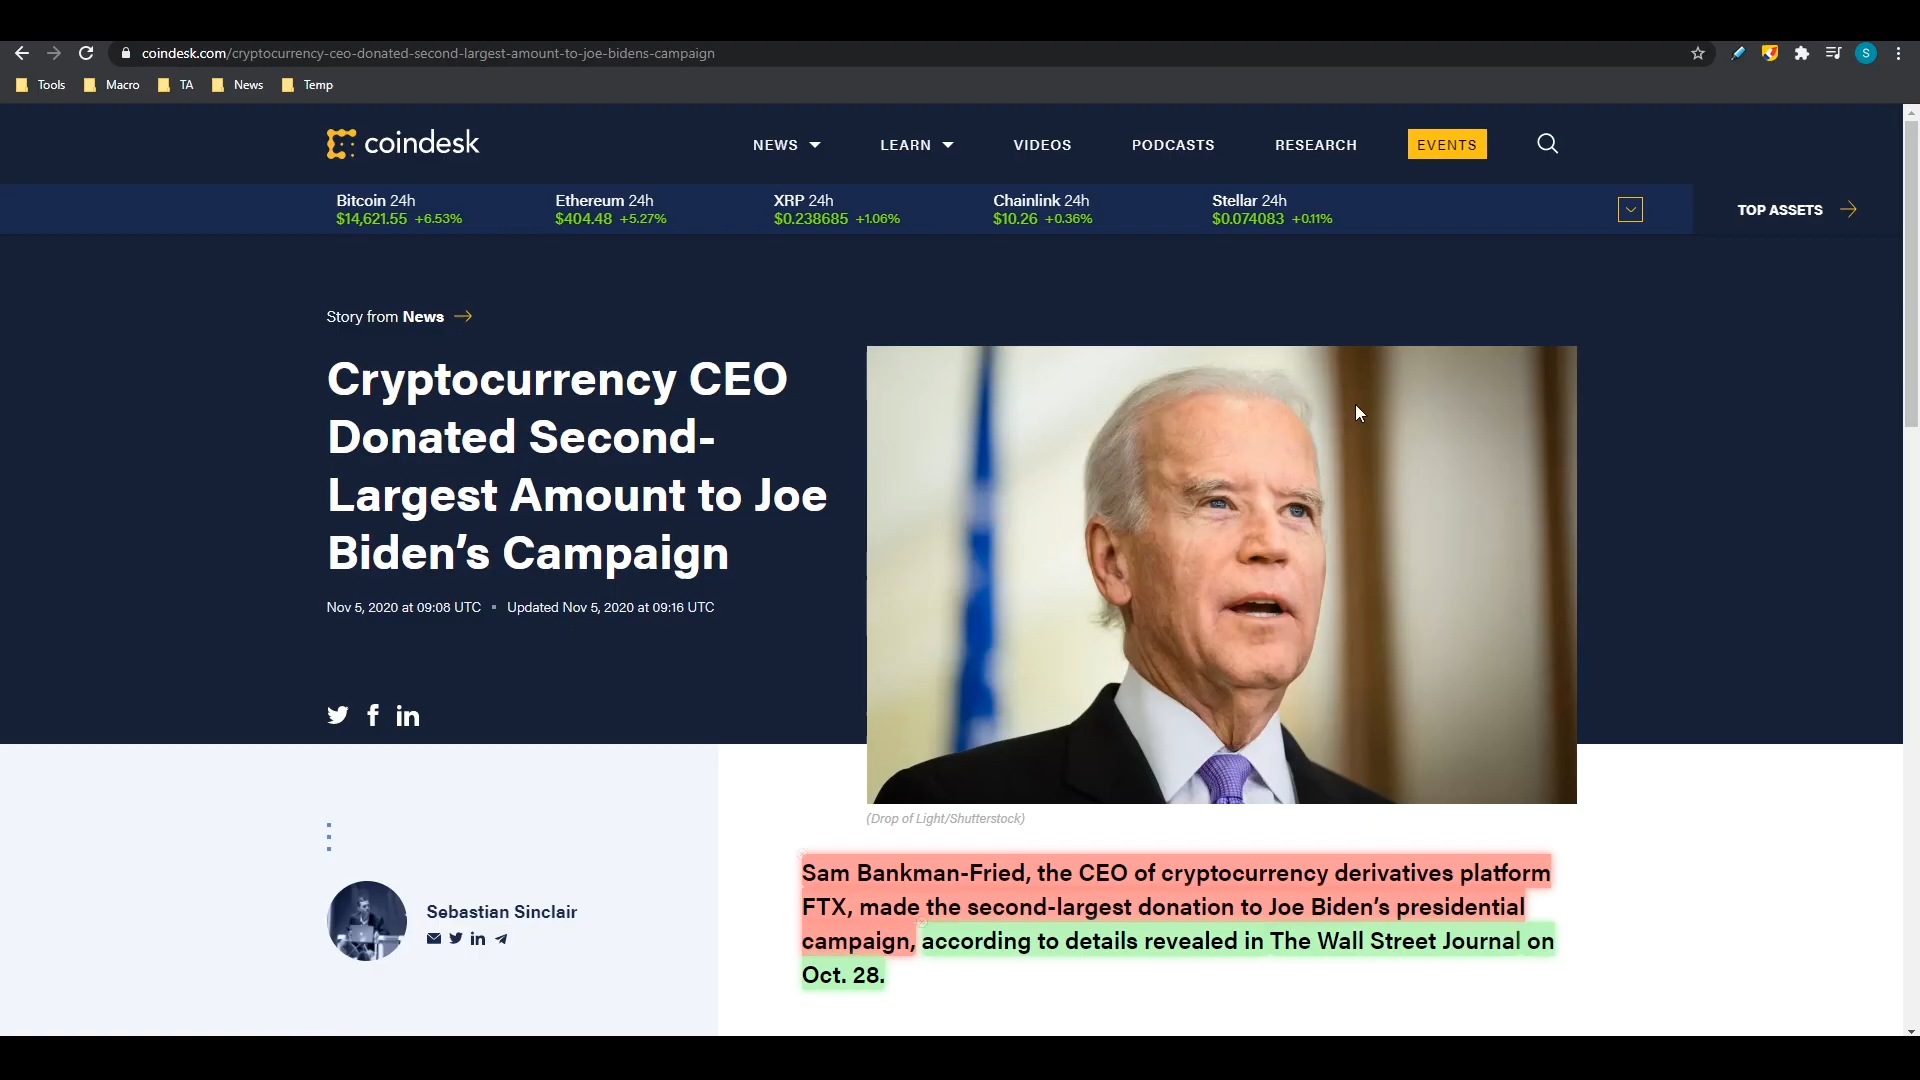 coindesk.com/cryptocurrency-ceo-donated-second-largest-amount-to-joe-bidens-campaign
S
Tools Macro TA News Temp
coindesk
NEWS LEARN VIDEOS PODCASTS RESEARCH EVENTS
Bitcoin 24h Ethereum 24h XRP 24h Chainlink 24h Stellar 24h
$14,621.55 +6.53% $404.48 +5.27% $0.238685 +1.06% $10.26 +0.36% $0.074083 +0.11%
TOP ASSETS
Story from News
Cryptocurrency CEO
Donated Second-
Largest Amount to Joe
Biden’s Campaign
Nov 5, 2020 at 09:08 UTC Updated Nov 5, 2020 at 09:16 UTC
(Drop of Light/Shutterstock)
Sebastian Sinclair
Sam Bankman-Fried, the CEO of cryptocurrency derivatives platform
FTX, made the second-largest donation to Joe Biden’s presidential
campaign, according to details revealed in The Wall Street Journal on
Oct. 28.